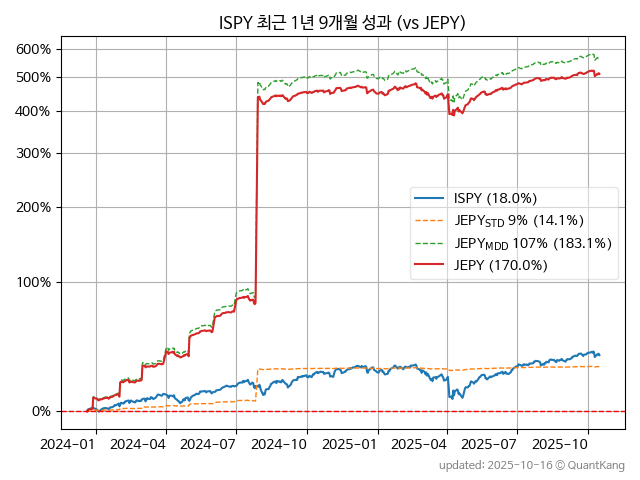 ISPY 최근 1년 9개월 성과 (vs JEPY)
600%
500%
400%
300%
200%
100%
0%
ISPY (18.0%)
JEPYSTD 9% (14.1%)
JEPYMDD 107% (183.1%)
JEPY (170.0%)
2024-01 2024-04 2024-07 2024-10 2025-01 2025-04 2025-07 2025-10
updated: 2025-10-16 © QuantKang